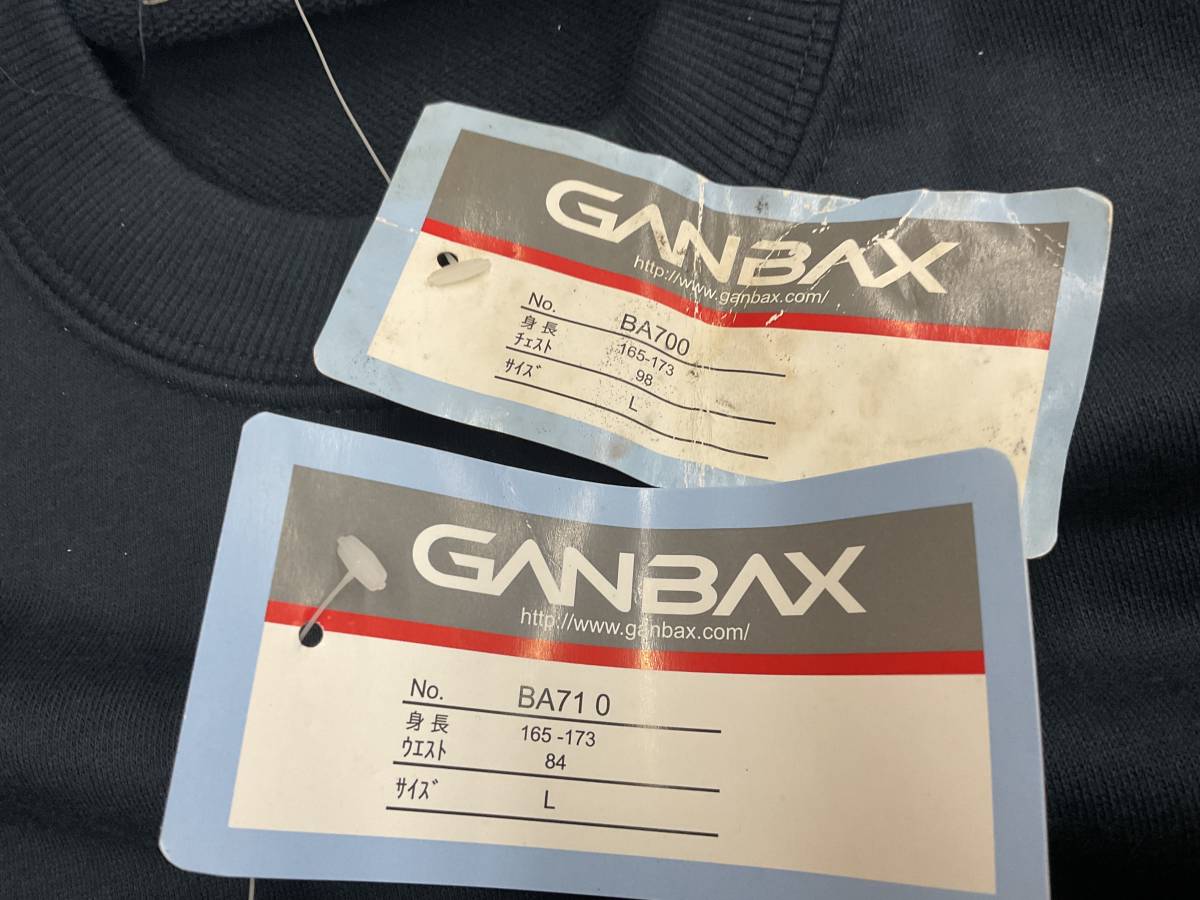 GANBAX
http://www.ganbax.com/
No. BA700
身長 165-173
チェスト 98
サイズ L
GANBAX
http://www.ganbax.com/
No. BA71 0
身長 165-173
ウエスト 84
サイズ L